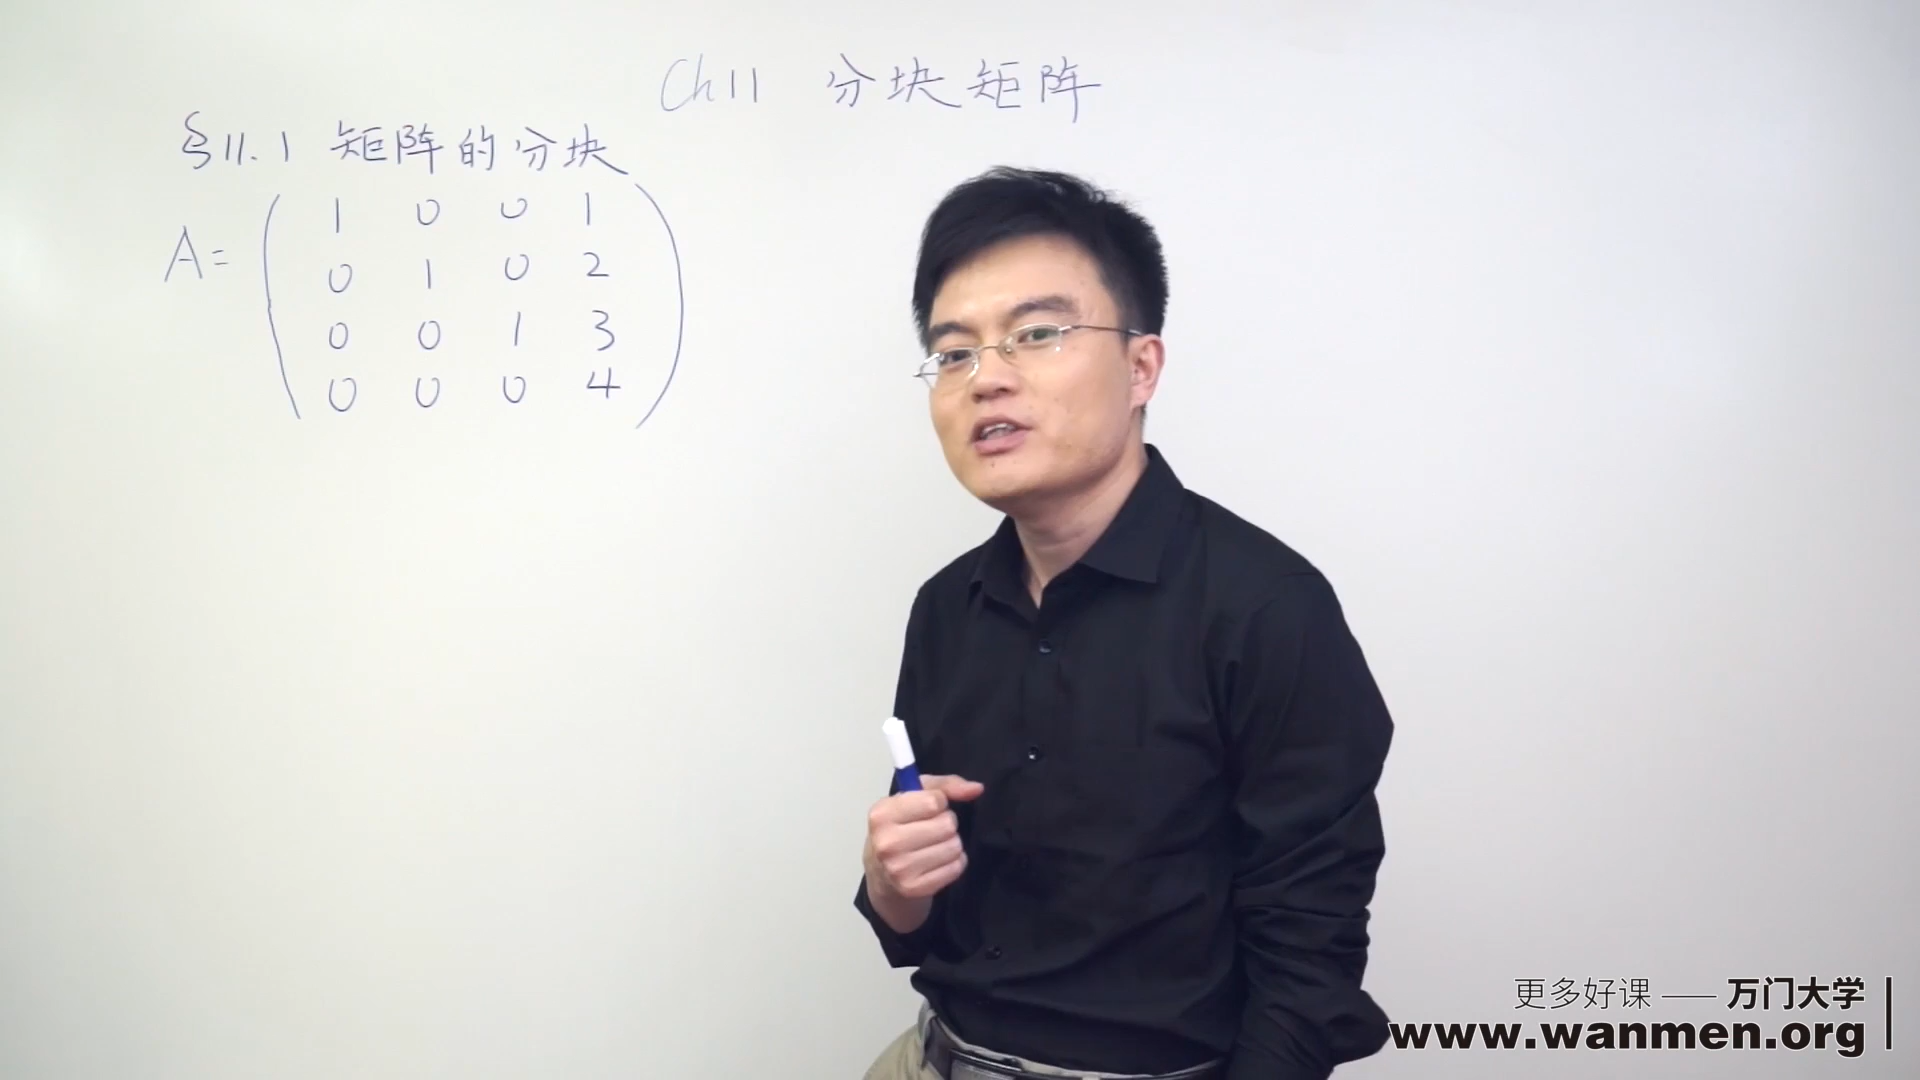 Ch11 分块矩阵
§11.1 矩阵的分块
A=
1 0 0 1
0 1 0 2
0 0 1 3
0 0 0 4
更多好课 —— 万门大学
www.wanmen.org